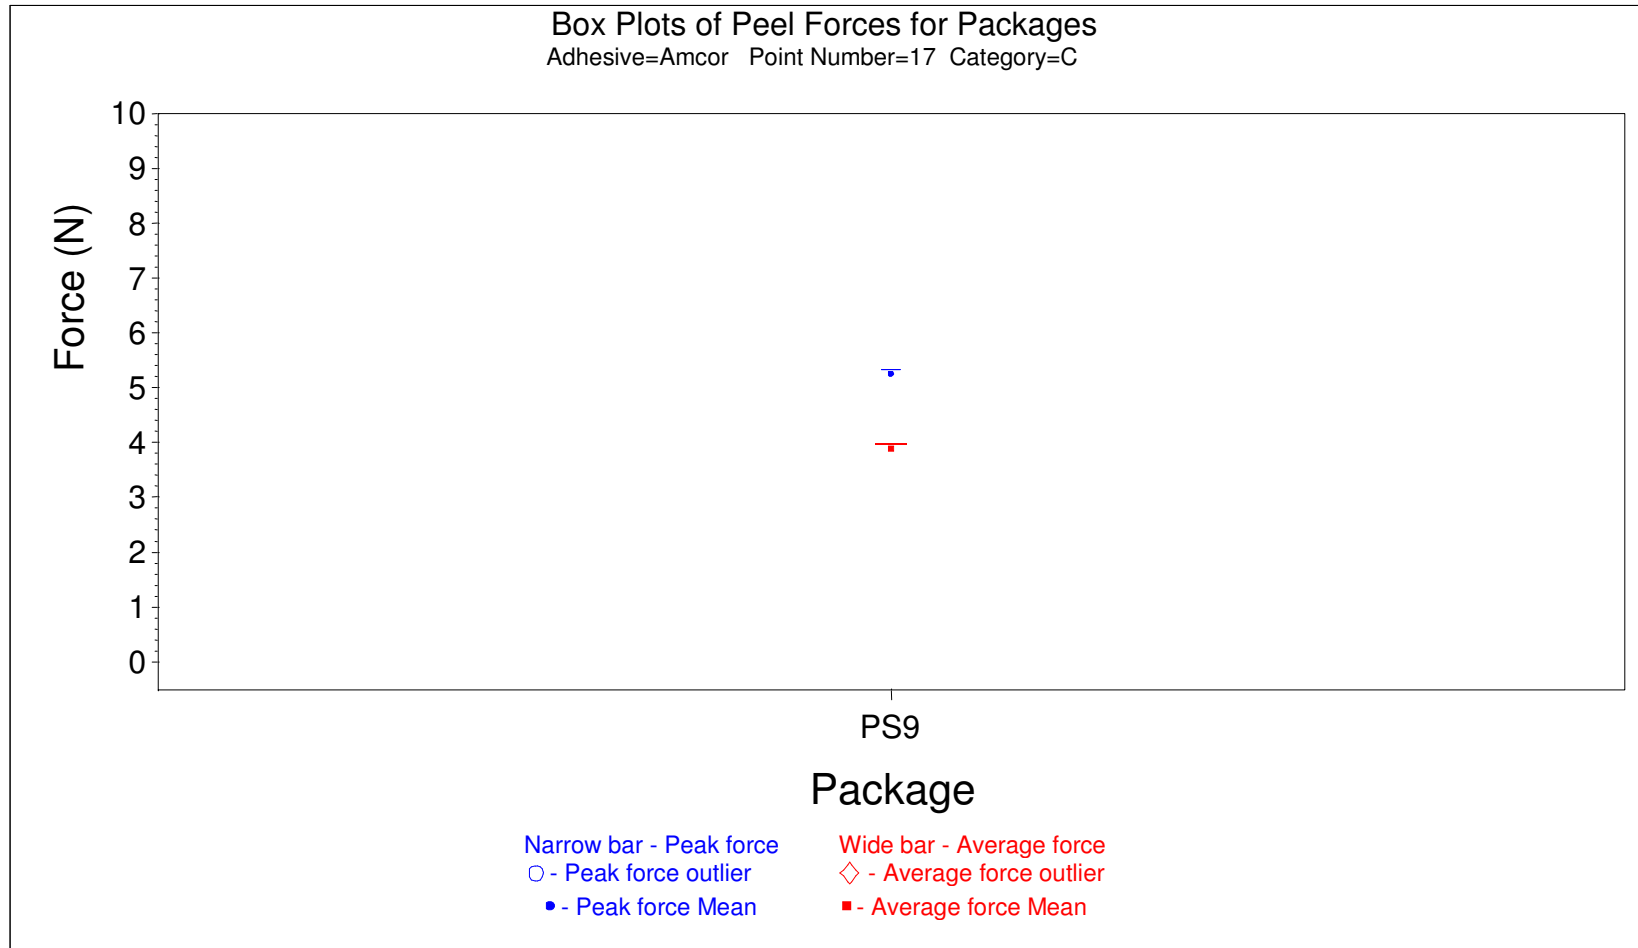 Box Plots of Peel Forces for Packages
Adhesive=Amcor Point Number=17 Category=C
Force (N)
10
9
8
7
6
5
4
3
2
1
0
PS9
Package
Narrow bar - Peak force
- Peak force outlier
- Peak force Mean
Wide bar - Average force
- Average force outlier
- Average force Mean